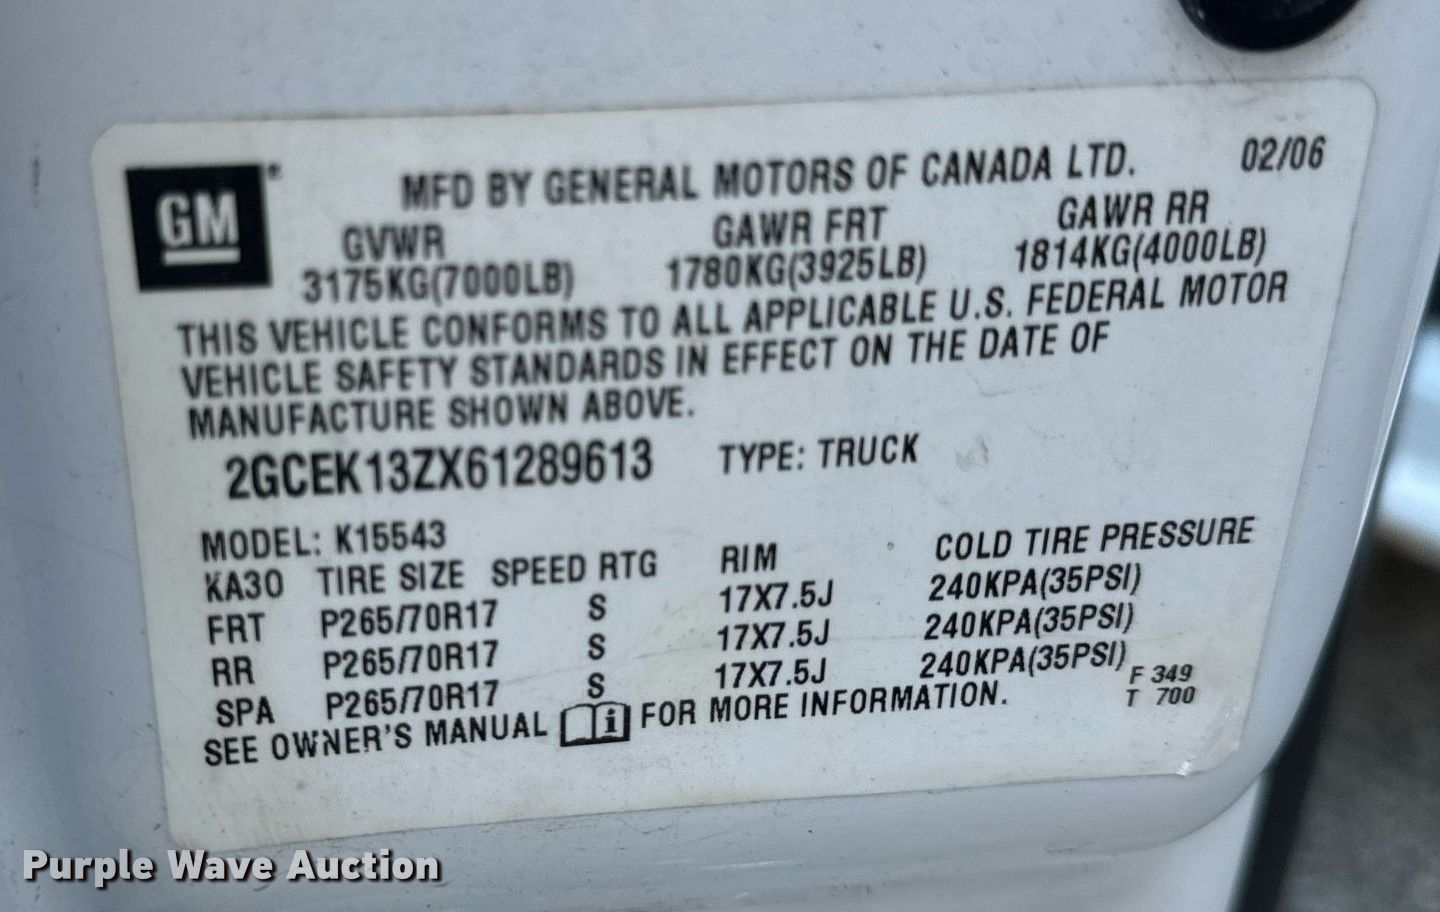 GM®
MFD BY GENERAL MOTORS OF CANADA LTD. 02/06
GVWR GAWR FRT GAWR RR
3175KG(7000LB) 1780KG(3925LB) 1814KG(4000LB)
THIS VEHICLE CONFORMS TO ALL APPLICABLE U.S. FEDERAL MOTOR
VEHICLE SAFETY STANDARDS IN EFFECT ON THE DATE OF
MANUFACTURE SHOWN ABOVE.
2GCEK13ZX61289613 TYPE: TRUCK
MODEL: K15543
KA30 TIRE SIZE SPEED RTG RIM COLD TIRE PRESSURE
FRT P265/70R17 S 17X7.5J 240KPA(35PSI)
RR P265/70R17 S 17X7.5J 240KPA(35PSI)
SPA P265/70R17 S 17X7.5J 240KPA(35PSI)
SEE OWNER'S MANUAL i FOR MORE INFORMATION.
F 349
T 700
Purple Wave Auction